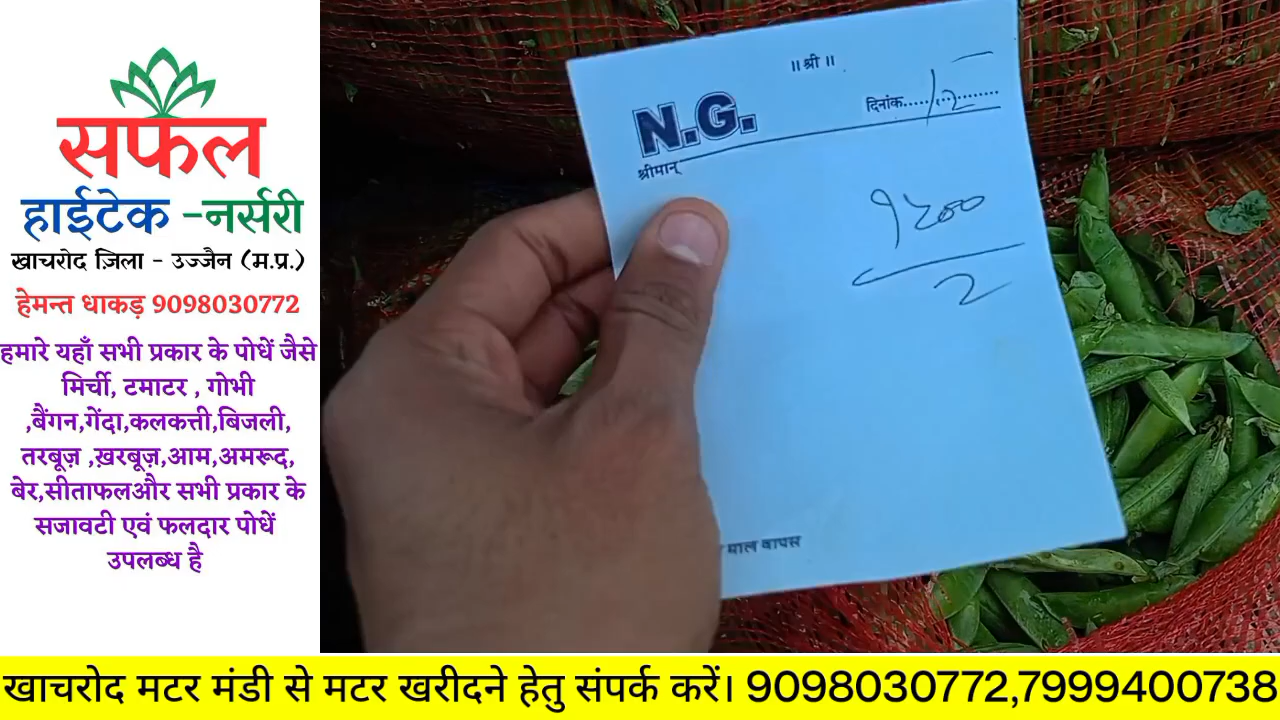 सफल
हाईटेक -नर्सरी
खाचरोद ज़िला - उज्जैन (म.प्र.)
हेमन्त धाकड़ 9098030772
हमारे यहाँ सभी प्रकार के पोधें जैसे
मिर्ची, टमाटर , गोभी
,बैंगन,गेंदा,कलकत्ती,बिजली,
तरबूज़ ,ख़रबूज़,आम,अमरूद,
बेर,सीताफलऔर सभी प्रकार के
सजावटी एवं फलदार पोधें
उपलब्ध है
॥ श्री ॥
N.G.
दिनांक
श्रीमान्
2
माल वापस
खाचरोद मटर मंडी से मटर खरीदने हेतु संपर्क करें। 9098030772,7999400738